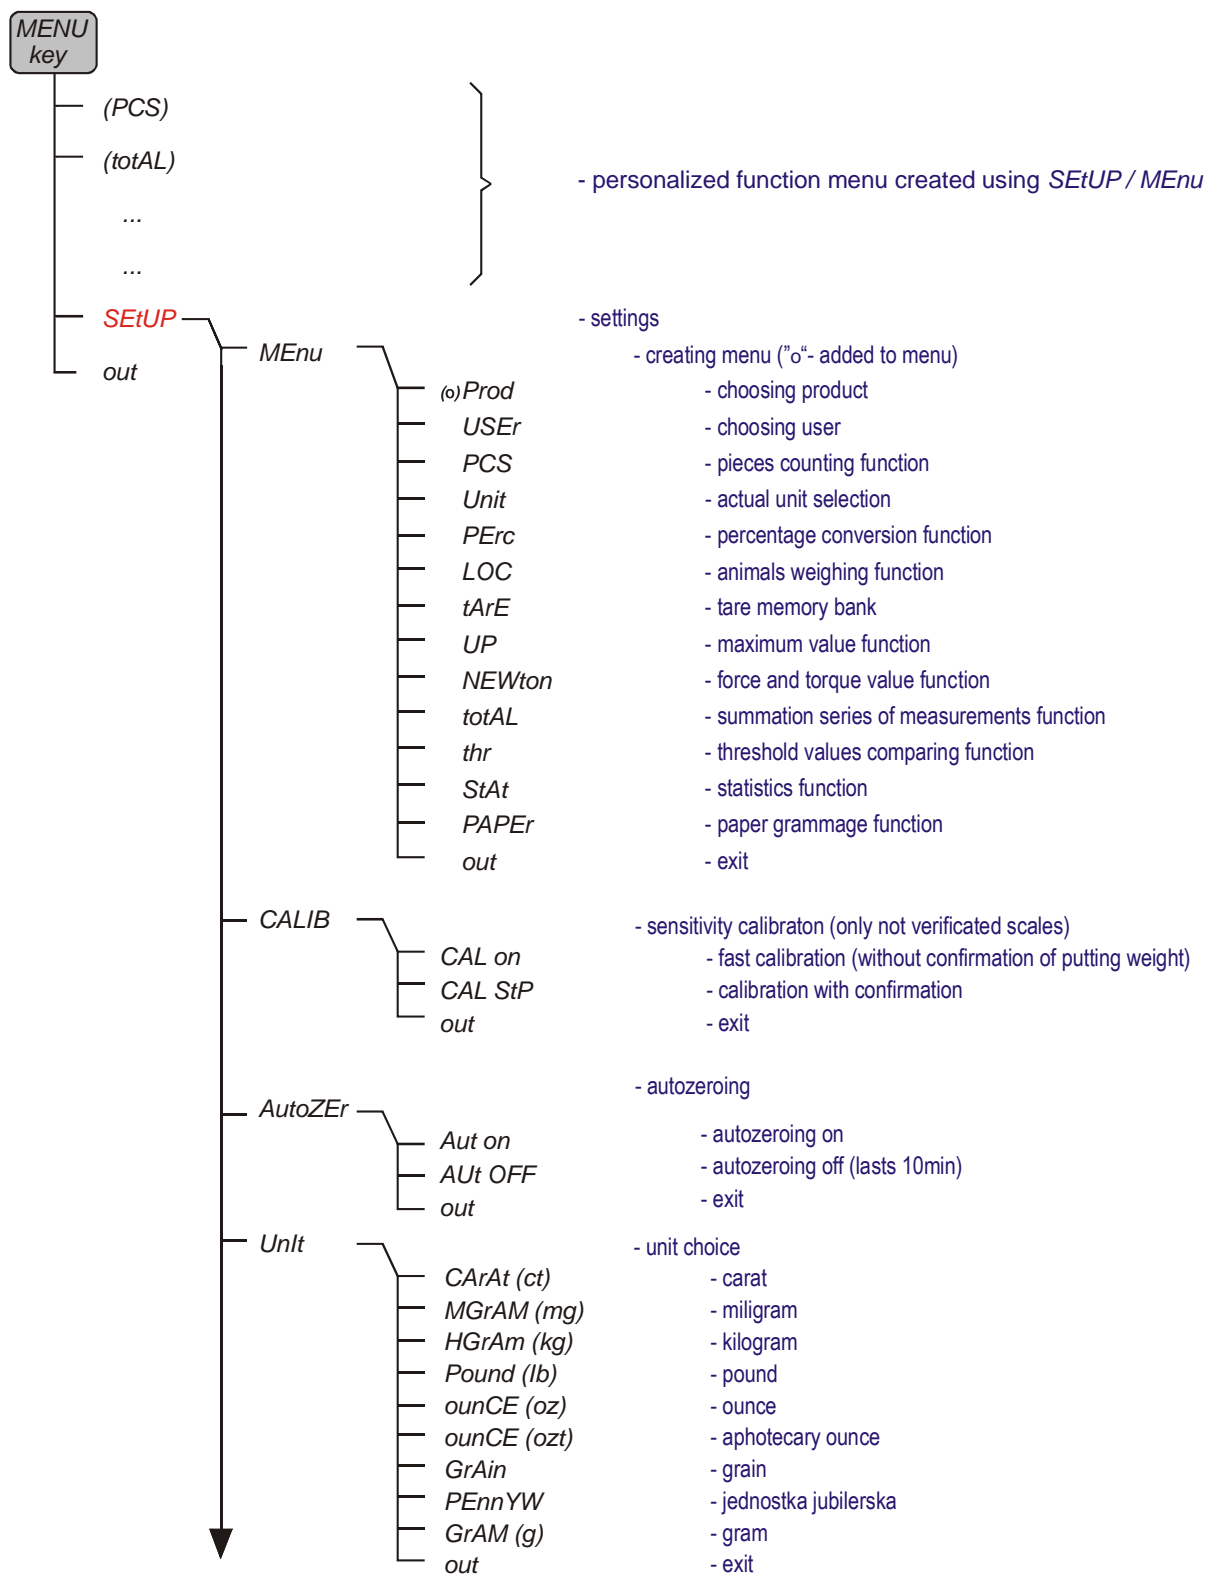 MENU
key
(PCS)
(totAL)
- personalized function menu created using SEtUP / MEnu
...
...
SEtUP - settings
MEnu - creating menu (”o“- added to menu)
out
(o) Prod - choosing product
USEr - choosing user
PCS - pieces counting function
Unit - actual unit selection
PErc - percentage conversion function
LOC - animals weighing function
tArE - tare memory bank
UP - maximum value function
NEWton - force and torque value function
totAL - summation series of measurements function
thr - threshold values comparing function
StAt - statistics function
PAPEr - paper grammage function
out - exit
CALIB - sensitivity calibraton (only not verificated scales)
CAL on - fast calibration (without confirmation of putting weight)
CAL StP - calibration with confirmation
out - exit
AutoZEr - autozeroing
Aut on - autozeroing on
AUt OFF - autozeroing off (lasts 10min)
out - exit
UnIt - unit choice
CArAt (ct) - carat
MGrAM (mg) - miligram
HGrAm (kg) - kilogram
Pound (lb) - pound
ounCE (oz) - ounce
ounCE (ozt) - aphotecary ounce
GrAin - grain
PEnnYW - jednostka jubilerska
GrAM (g) - gram
out - exit